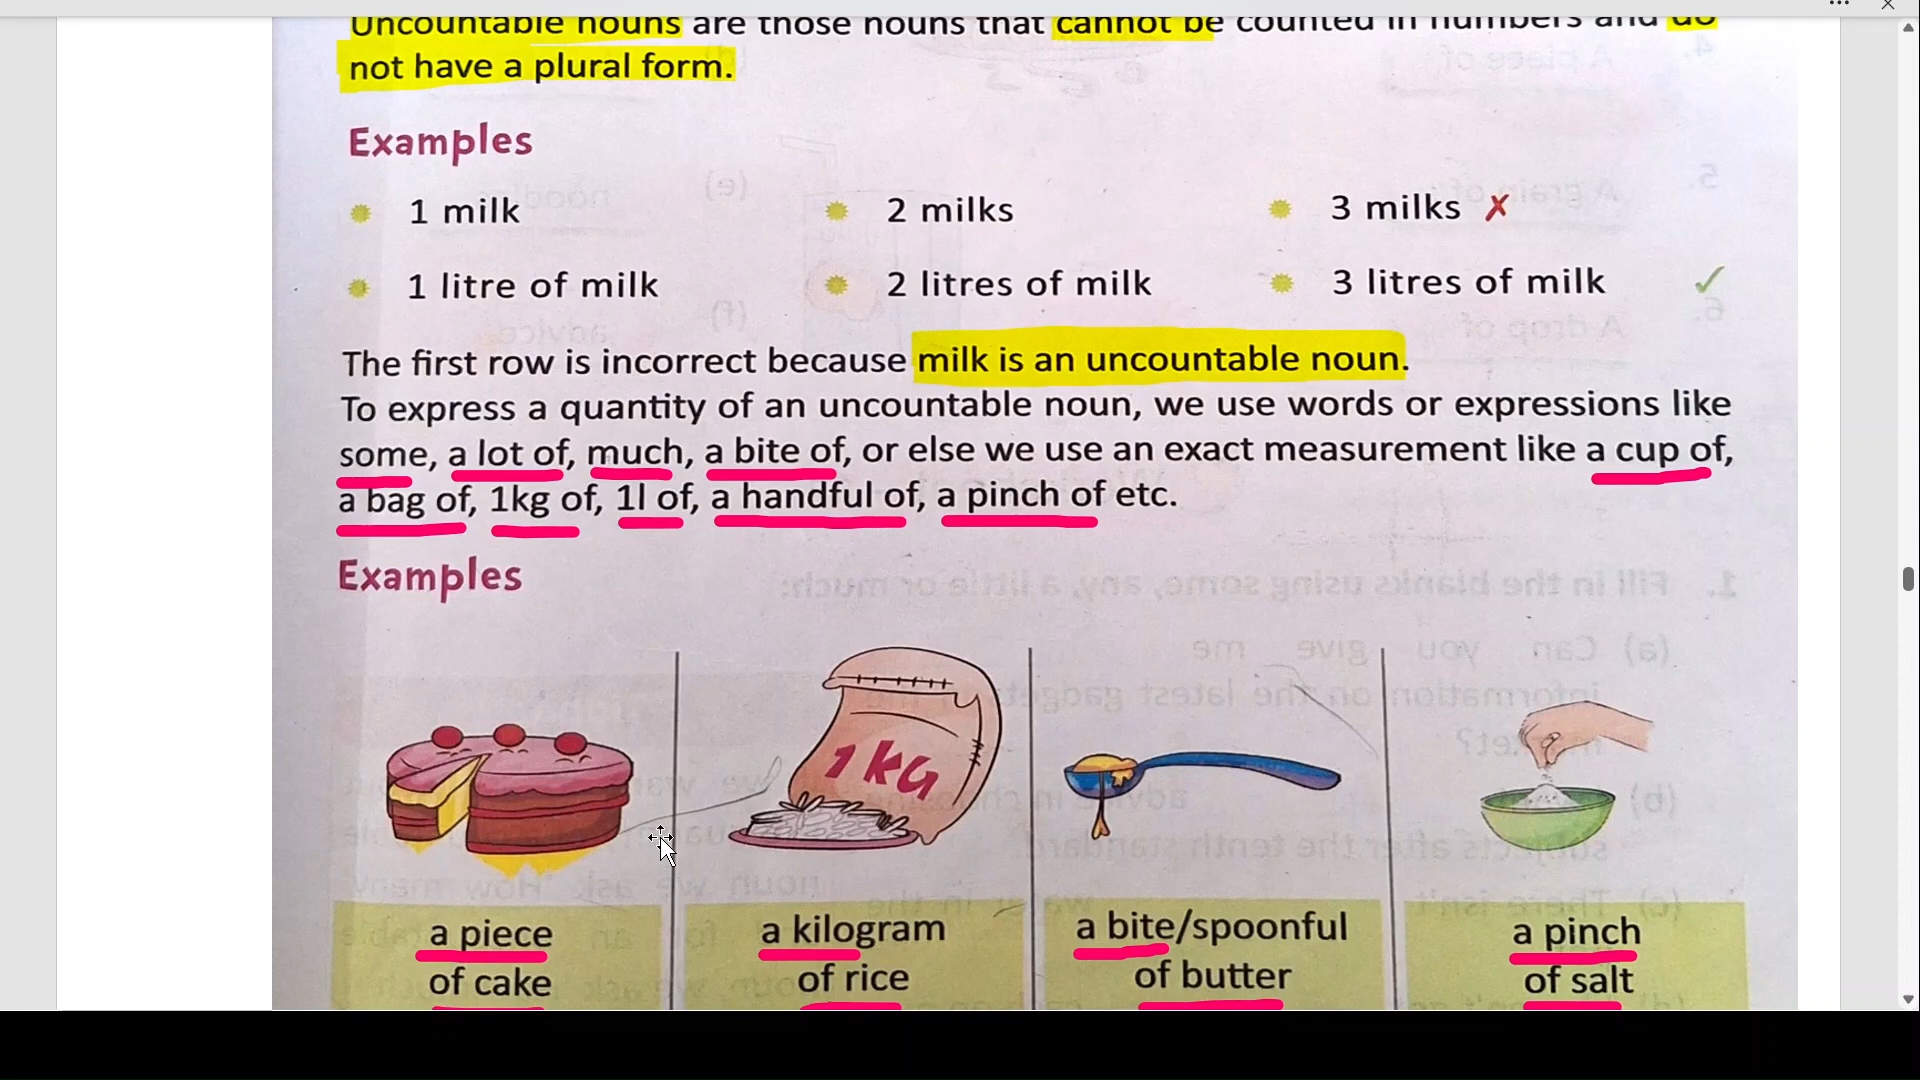 Uncountable nouns are those nouns that cannot be counted in numbers and do
not have a plural form.
Examples
1 milk 2 milks 3 milks ✗
1 litre of milk 2 litres of milk 3 litres of milk ✓
The first row is incorrect because milk is an uncountable noun.
To express a quantity of an uncountable noun, we use words or expressions like
some, a lot of, much, a bite of, or else we use an exact measurement like a cup of,
a bag of, 1kg of, 1l of, a handful of, a pinch of etc.
Examples
1 KG
a piece
of cake
a kilogram
of rice
a bite/spoonful
of butter
a pinch
of salt